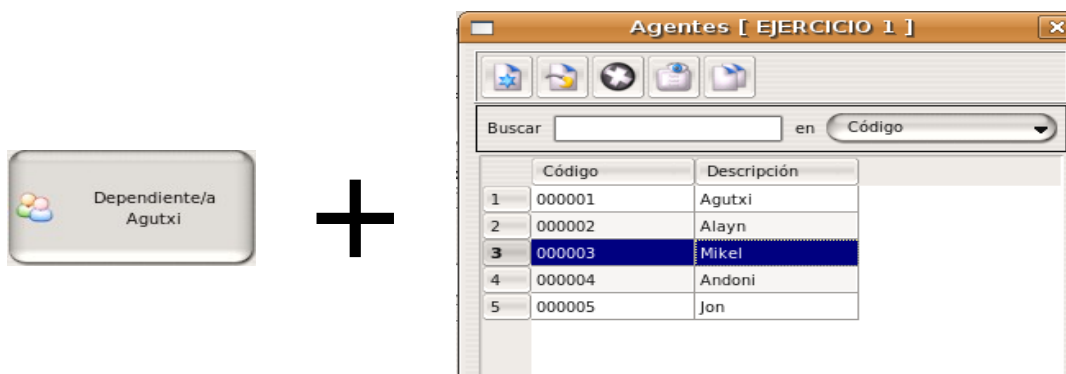 Agentes [ EJERCICIO 1 ]
Buscar en Código
Código Descripción
1 000001 Agutxi
2 000002 Alayn
3 000003 Mikel
4 000004 Andoni
5 000005 Jon
Dependiente/a
Agutxi